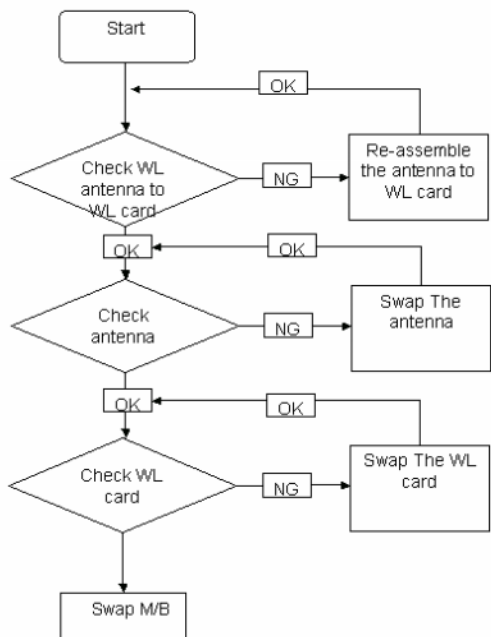 Start
OK
Check WL
antenna to
WL card
NG
Re-assemble
the antenna to
WL card
OK
OK
Check
antenna
NG
Swap The
antenna
OK
OK
Check WL
card
NG
Swap The WL
card
Swap M/B